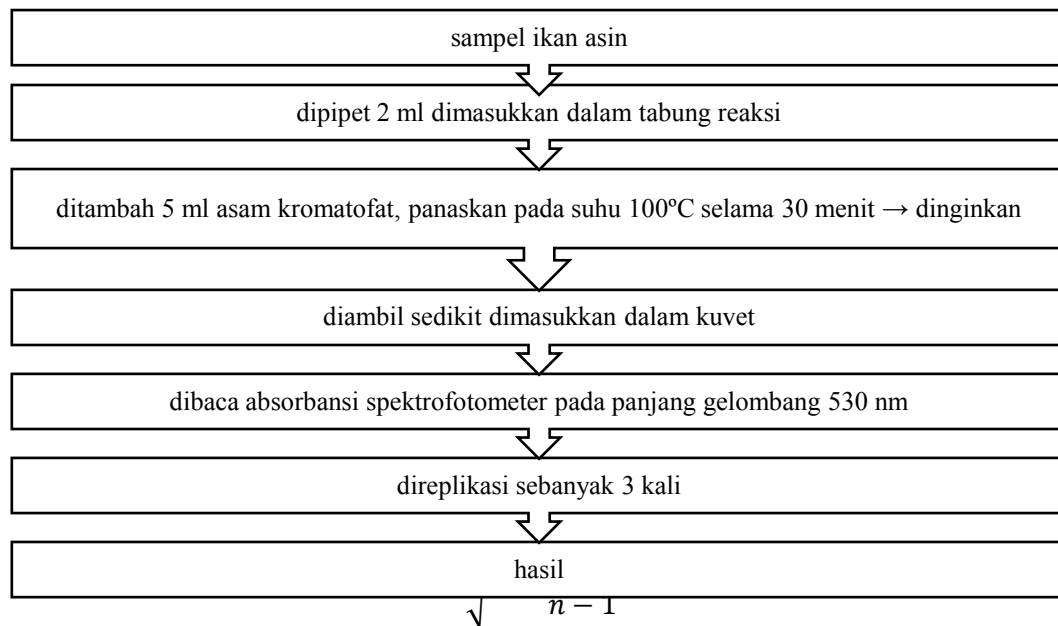 sampel ikan asin
dipipet 2 ml dimasukkan dalam tabung reaksi
ditambah 5 ml asam kromatofat, panaskan pada suhu 100ºC selama 30 menit → dinginkan
diambil sedikit dimasukkan dalam kuvet
dibaca absorbansi spektrofotometer pada panjang gelombang 530 nm
direplikasi sebanyak 3 kali
hasil
√ n − 1